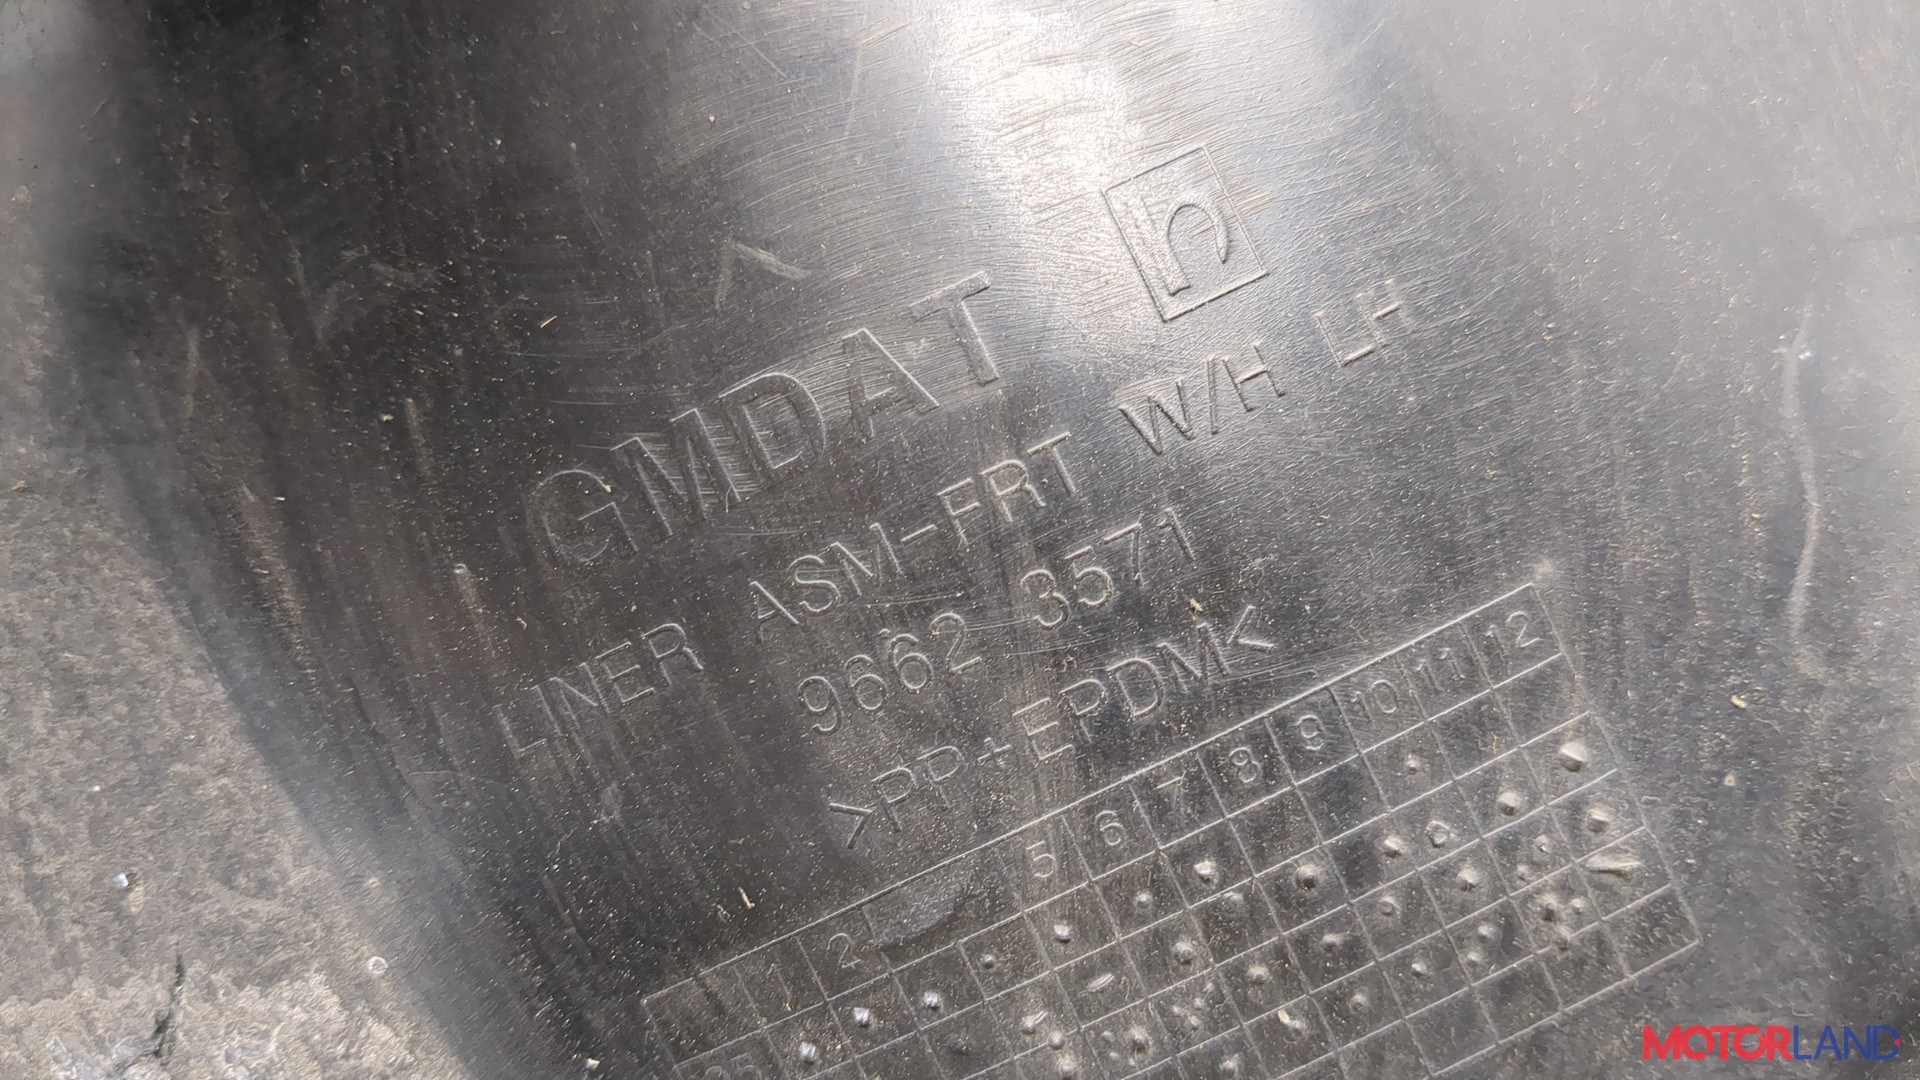 GMDAT
n
LINER ASM-FRT W/H LH
9662 3571
>PP+EPDM<
1 2 5 6 7 8 9 10 11 12
MOTORLAND